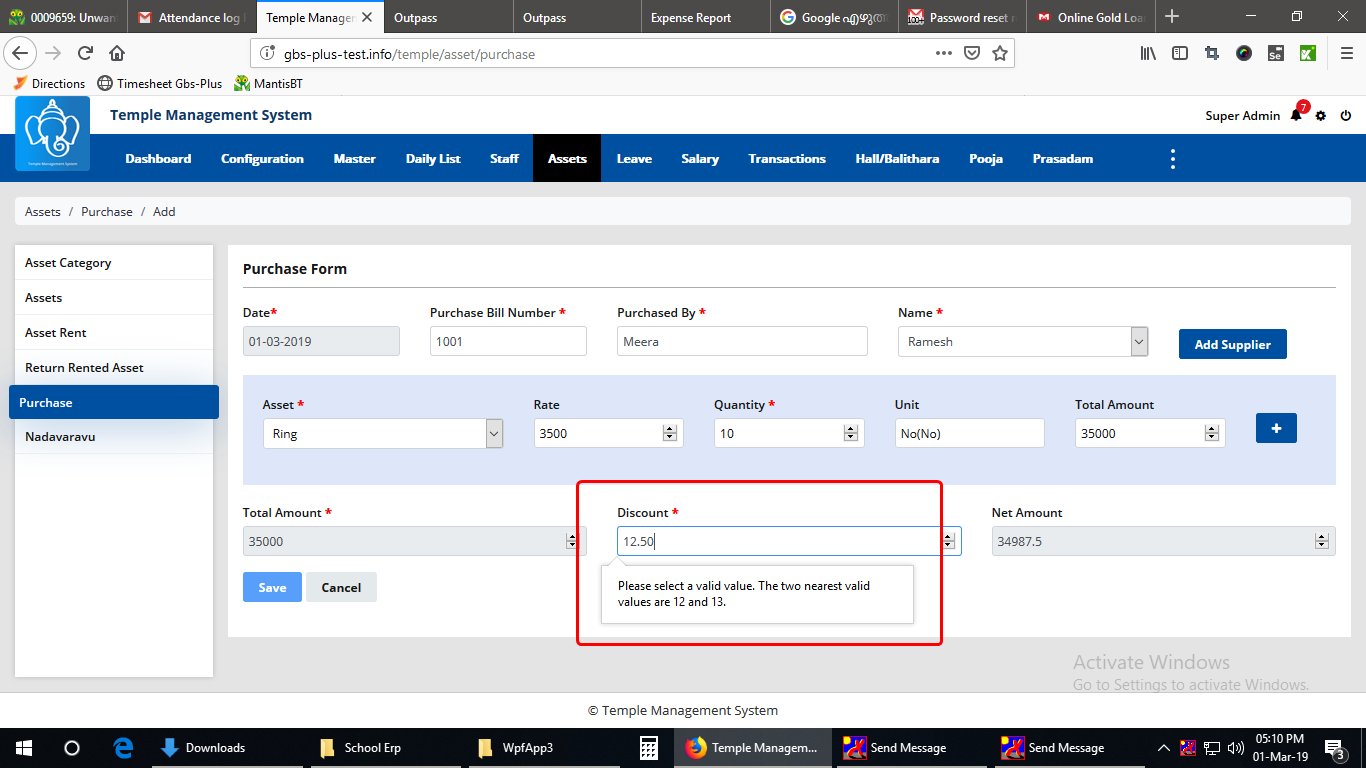 0009659: Unwan
Attendance log
Temple Managemen
Outpass
Outpass
Expense Report
Google എഴുത്
Password reset r
Online Gold Loa
gbs-plus-test.info/temple/asset/purchase
Directions
Timesheet Gbs-Plus
MantisBT
Temple Management System
Temple Management System
Super Admin
7
Dashboard
Configuration
Master
Daily List
Staff
Assets
Leave
Salary
Transactions
Hall/Balithara
Pooja
Prasadam
Assets / Purchase / Add
Asset Category
Assets
Asset Rent
Return Rented Asset
Purchase
Nadavaravu
Purchase Form
Date*
Purchase Bill Number *
Purchased By *
Name *
01-03-2019
1001
Meera
Ramesh
Add Supplier
Asset *
Rate
Quantity *
Unit
Total Amount
Ring
3500
10
No(No)
35000
+
Total Amount *
Discount *
Net Amount
35000
12.50
34987.5
Please select a valid value. The two nearest valid
values are 12 and 13.
Save
Cancel
Activate Windows
Go to Settings to activate Windows.
© Temple Management System
Downloads
School Erp
WpfApp3
Temple Managem...
Send Message
Send Message
05:10 PM
01-Mar-19
3